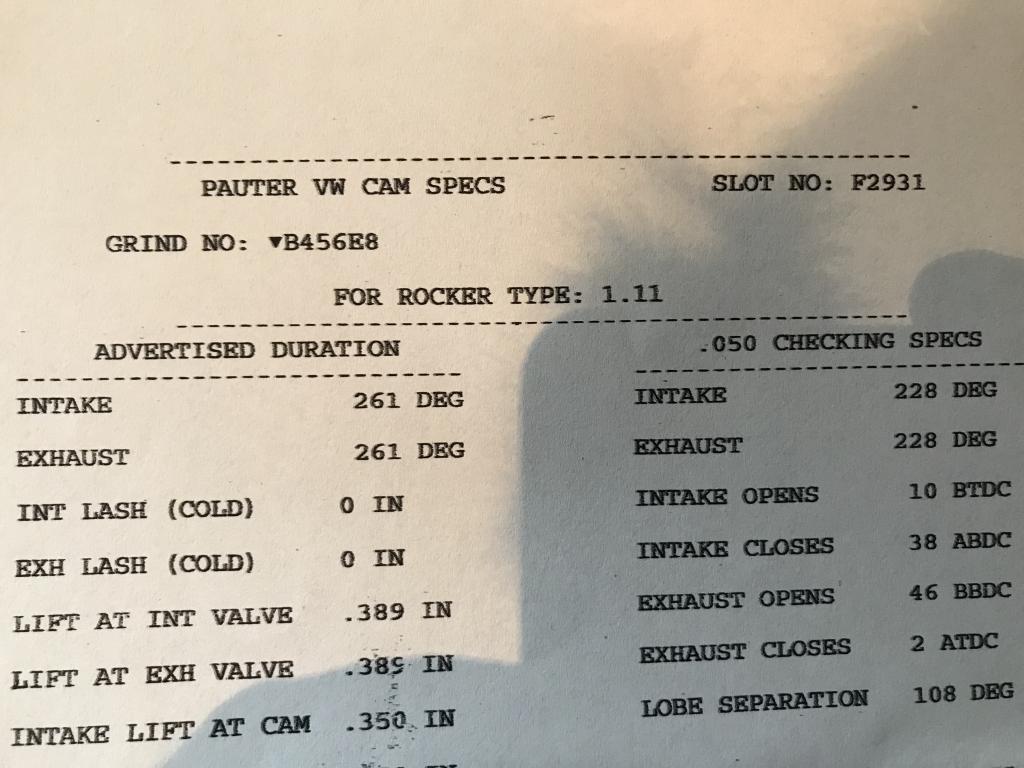 --------------------------------------------------
PAUTER VW CAM SPECS SLOT NO: F2931
GRIND NO: ▼B456E8
FOR ROCKER TYPE: 1.11
--------------------------------------------------
ADVERTISED DURATION .050 CHECKING SPECS
---------------------------- --------------------------
INTAKE 261 DEG INTAKE 228 DEG
EXHAUST 261 DEG EXHAUST 228 DEG
INT LASH (COLD) 0 IN INTAKE OPENS 10 BTDC
EXH LASH (COLD) 0 IN INTAKE CLOSES 38 ABDC
LIFT AT INT VALVE .389 IN EXHAUST OPENS 46 BBDC
LIFT AT EXH VALVE .389 IN EXHAUST CLOSES 2 ATDC
INTAKE LIFT AT CAM .350 IN LOBE SEPARATION 108 DEG